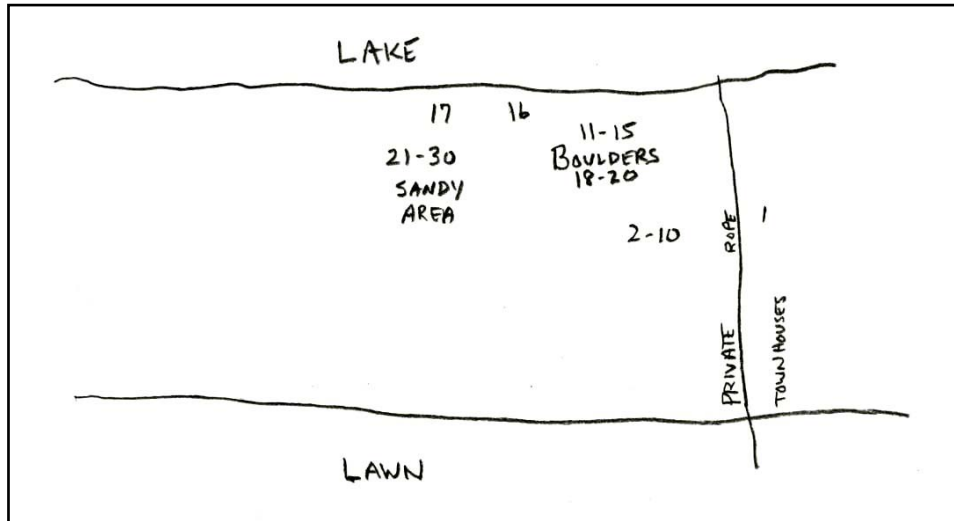 LAKE
17
16
11-15
BOULDERS
18-20
21-30
SANDY
AREA
2-10
PRIVATE ROPE
1
TOWNHOUSES
LAWN